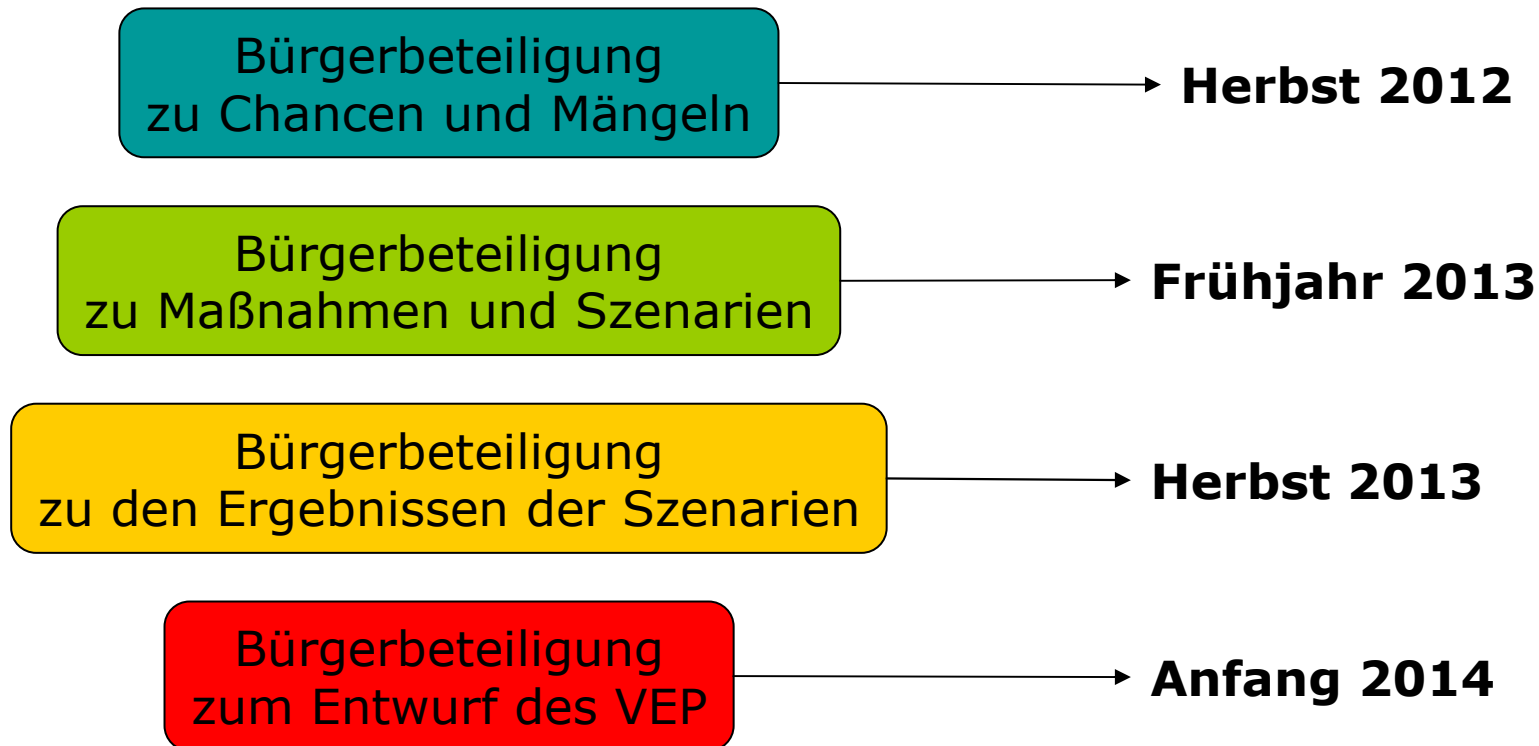 Bürgerbeteiligung
zu Chancen und Mängeln
Herbst 2012
Bürgerbeteiligung
zu Maßnahmen und Szenarien
Frühjahr 2013
Bürgerbeteiligung
zu den Ergebnissen der Szenarien
Herbst 2013
Bürgerbeteiligung
zum Entwurf des VEP
Anfang 2014